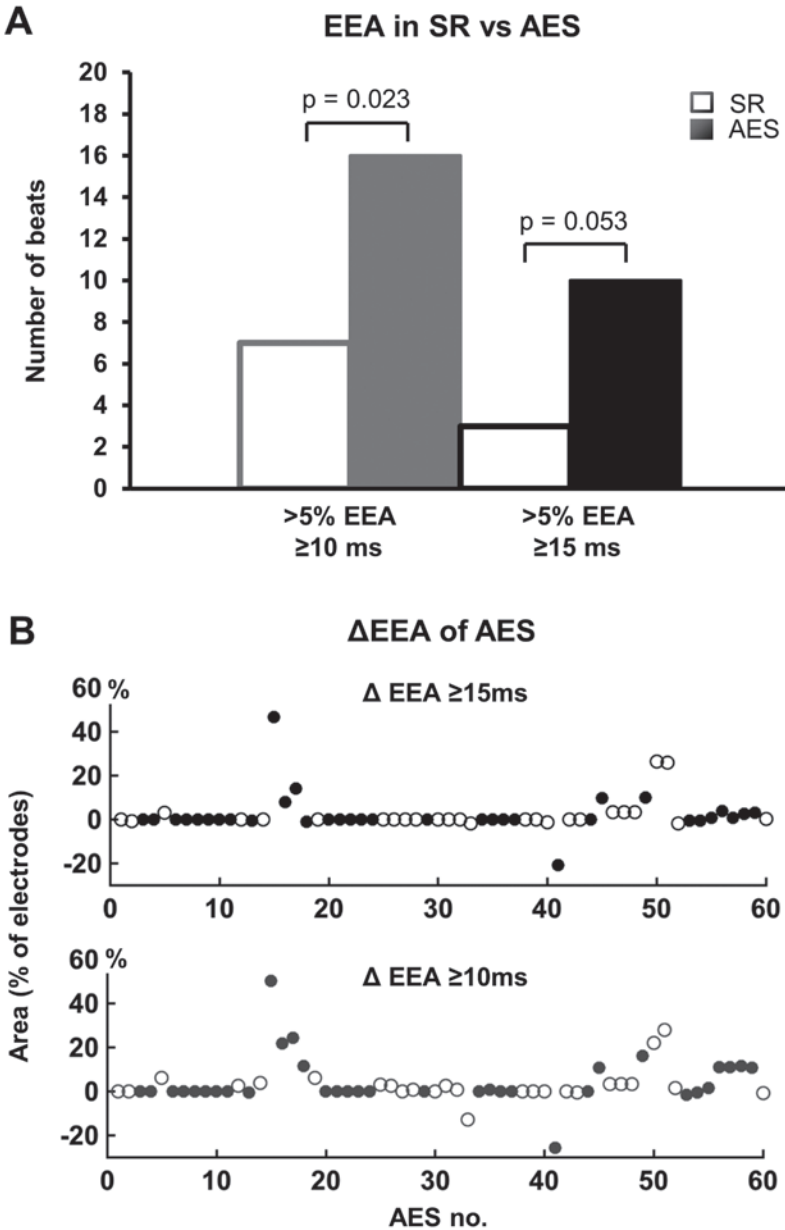 A
EEA in SR vs AES
20
18
16
14
12
10
8
6
4
2
0
Number of beats
p = 0.023
p = 0.053
SR
AES
>5% EEA
≥10 ms
>5% EEA
≥15 ms
B
ΔEEA of AES
Area (% of electrodes)
60 %
Δ EEA ≥15ms
40
20
0
-20
0 10 20 30 40 50 60
60 %
Δ EEA ≥10ms
40
20
0
-20
0 10 20 30 40 50 60
AES no.